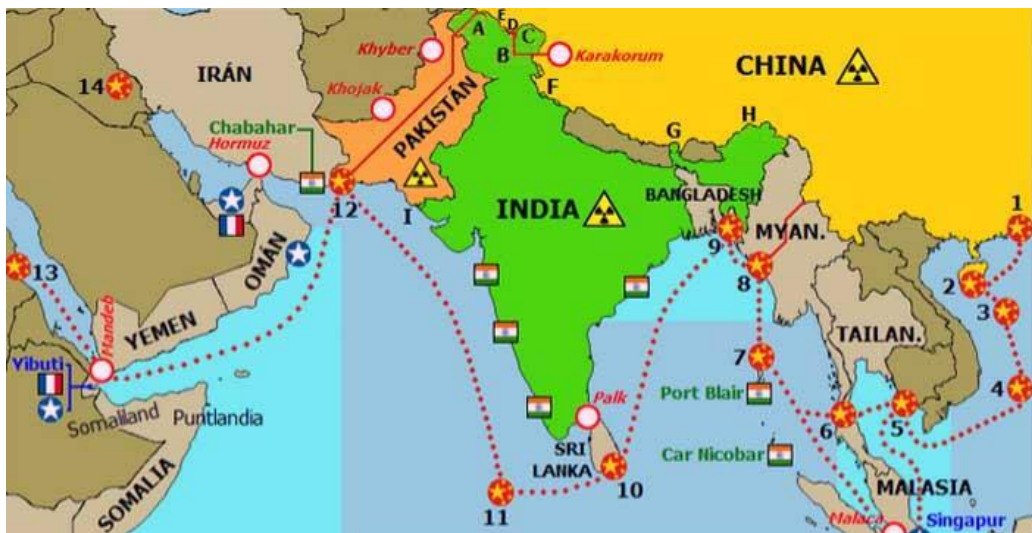 E
A
D
C
B
Khyber
Karakorum
IRÁN
CHINA
14
Khojak
F
PAKISTÁN
H
Chabahar
Hormuz
G
BANGLADESH
12
I
INDIA
MYAN.
1
9
OMÁN
8
2
13
3
Mandeb
YEMEN
TAILAN.
Yibuti
7
4
Port Blair
Palk
Somaliland
Puntlandia
6
5
SRI
LANKA
Car Nicobar
10
MALASIA
SOMALIA
11
Malaca
Singapur